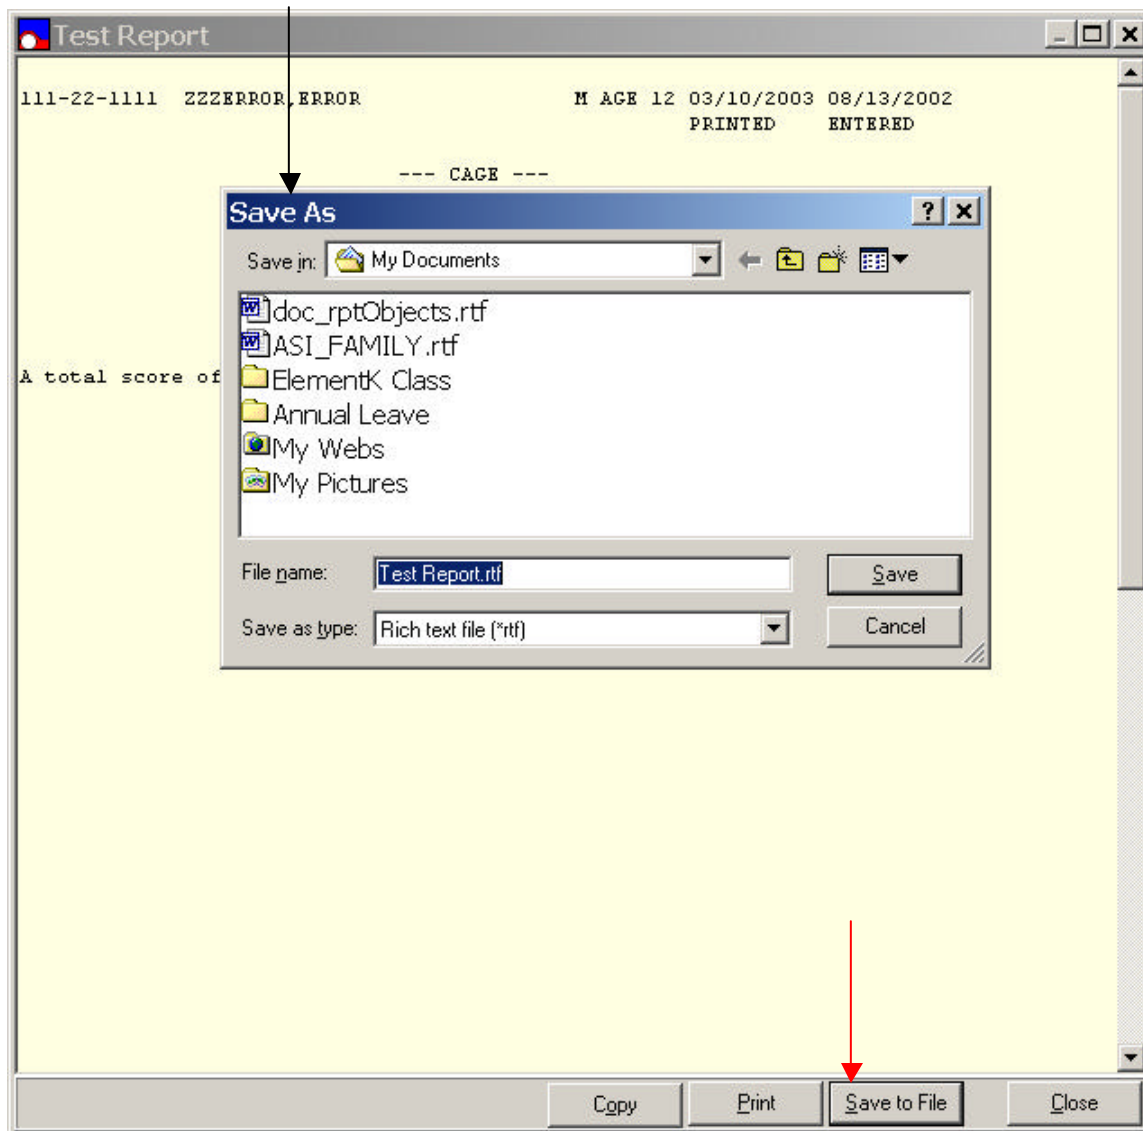 Test Report
111-22-1111 ZZZERROR,ERROR M AGE 12 03/10/2003 08/13/2002
PRINTED ENTERED
--- CAGE ---
Save As
Save in: My Documents
doc_rptObjects.rtf
ASI_FAMILY.rtf
A total score of
ElementK Class
Annual Leave
My Webs
My Pictures
File name: Test Report.rtf Save
Save as type: Rich text file (*rtf) Cancel
Copy Print Save to File Close